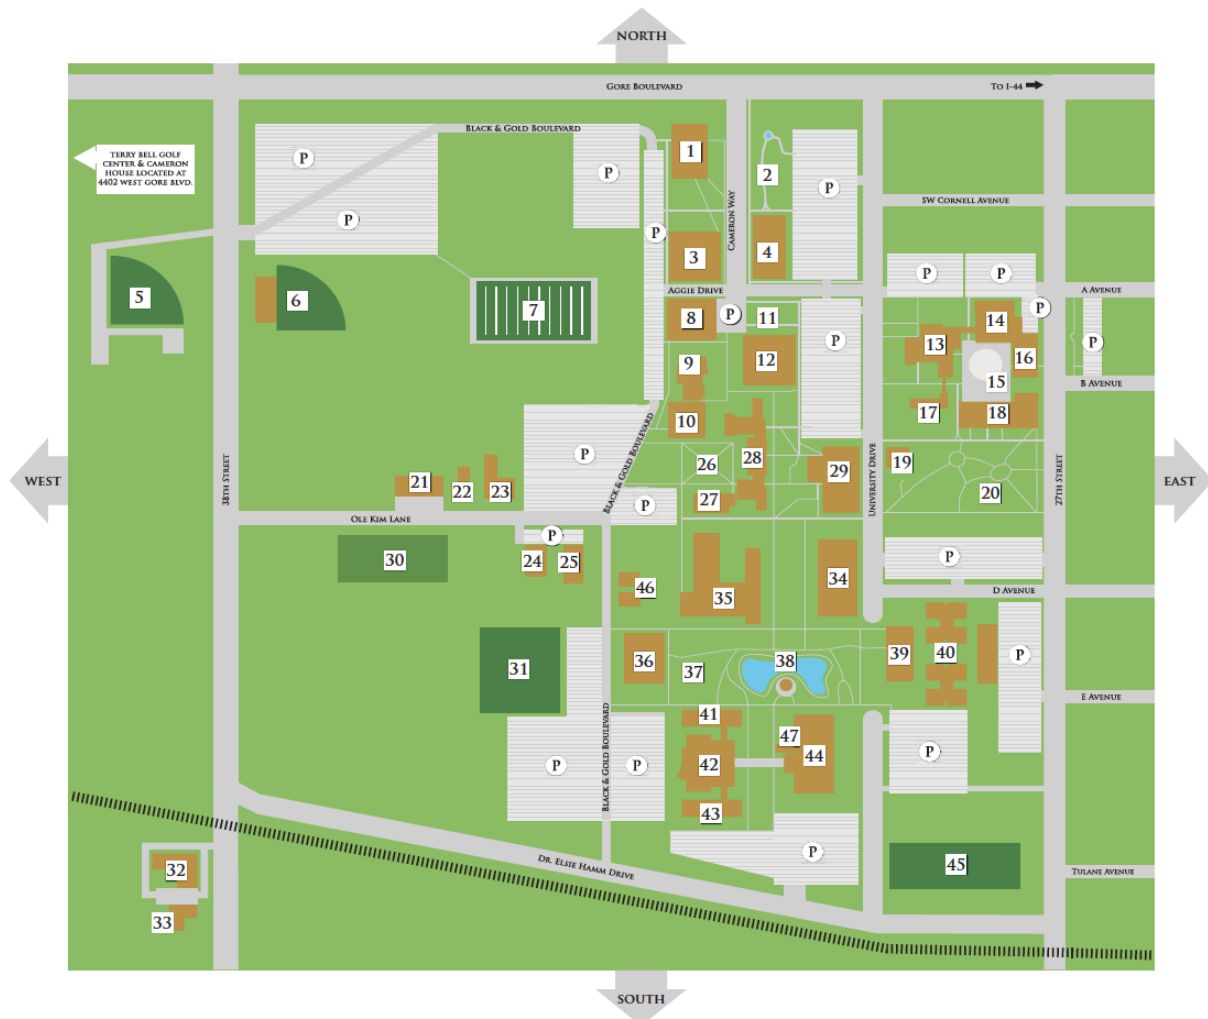 NORTH
GORE BOULEVARD
TO I-44
BLACK & GOLD BOULEVARD
TERRY BELL GOLF
CENTER & CAMERON
HOUSE LOCATED AT
4402 WEST GORE BLVD.
P
P
P
P
P
1
2
CAMERON WAY
SW CORNELL AVENUE
3
4
5
6
7
AGGIE DRIVE
A AVENUE
P
P
P
P
P
P
8
9
10
11
12
13
14
15
16
17
18
B AVENUE
BLACK & GOLD BOULEVARD
P
38TH STREET
UNIVERSITY DRIVE
27TH STREET
WEST
EAST
19
20
21
22
23
26
27
28
29
P
OLE KIM LANE
P
P
24
25
30
46
34
35
D AVENUE
31
36
37
38
39
40
P
E AVENUE
BLACK & GOLD BOULEVARD
41
42
43
47
44
P
P
P
DR. ELSIE HAMM DRIVE
P
45
TULANE AVENUE
32
33
SOUTH